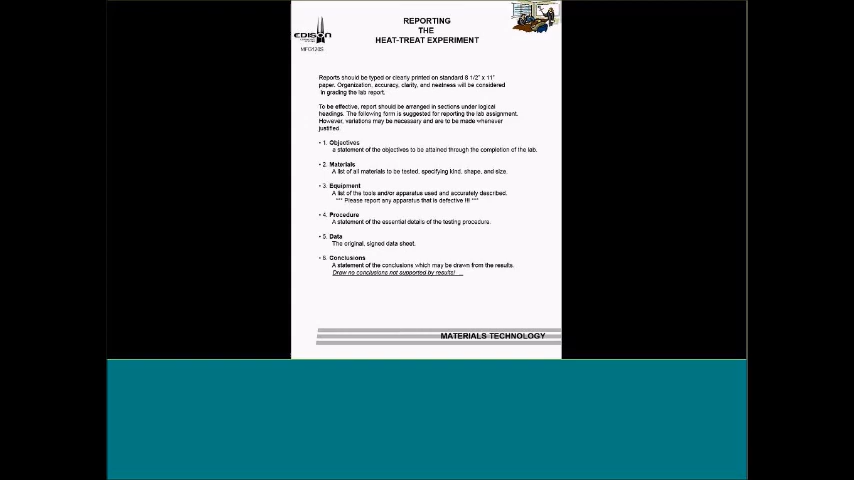 REPORTING
THE
HEAT-TREAT EXPERIMENT
EDISON
MFG120S
Reports should be typed or clearly printed on standard 8 1/2" x 11"
paper. Organization, accuracy, clarity, and neatness will be considered
in grading the lab report.
To be effective, report should be arranged in sections under logical
headings. The following form is suggested for reporting the lab assignment.
However, variations may be necessary and are to be made whenever
justified.
• 1. Objectives
a statement of the objectives to be attained through the completion of the lab.
• 2. Materials
A list of all materials to be tested, specifying kind, shape, and size.
• 3. Equipment
A list of the tools and/or apparatus used and accurately described.
*** Please report any apparatus that is defective !!! ***
• 4. Procedure
A statement of the essential details of the testing procedure.
• 5. Data
The original, signed data sheet.
• 6. Conclusions
A statement of the conclusions which may be drawn from the results.
Draw no conclusions not supported by results!
MATERIALS TECHNOLOGY